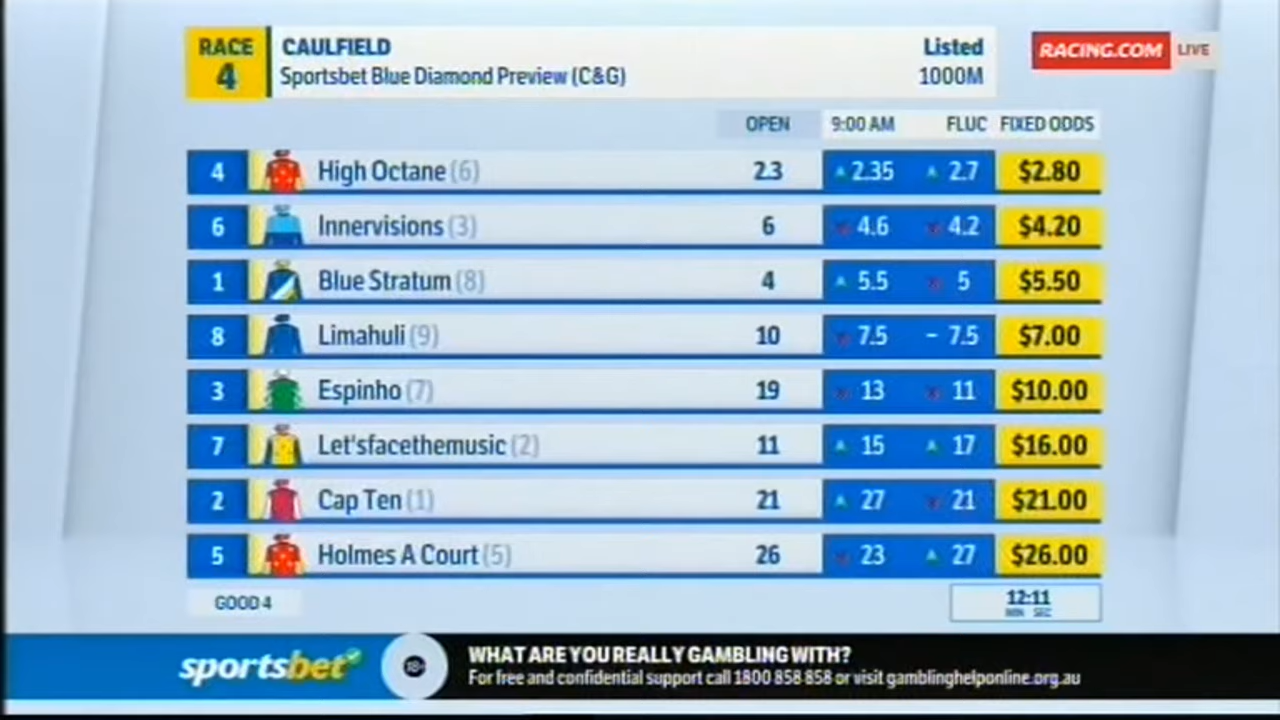 RACE 4
CAULFIELD
Listed
Sportsbet Blue Diamond Preview (C&G)
1000M
RACING.COM LIVE
OPEN 9:00 AM FLUC FIXED ODDS
4 High Octane (6) 2.3 2.35 2.7 $2.80
6 Innervisions (3) 6 4.6 4.2 $4.20
1 Blue Stratum (8) 4 5.5 5 $5.50
8 Limahuli (9) 10 7.5 – 7.5 $7.00
3 Espinho (7) 19 13 11 $10.00
7 Let'sfacethemusic (2) 11 15 17 $16.00
2 Cap Ten (1) 21 27 21 $21.00
5 Holmes A Court (5) 26 23 27 $26.00
GOOD 4
12:11
MIN SEC
sportsbet
18+
WHAT ARE YOU REALLY GAMBLING WITH?
For free and confidential support call 1800 858 858 or visit gamblinghelponline.org.au